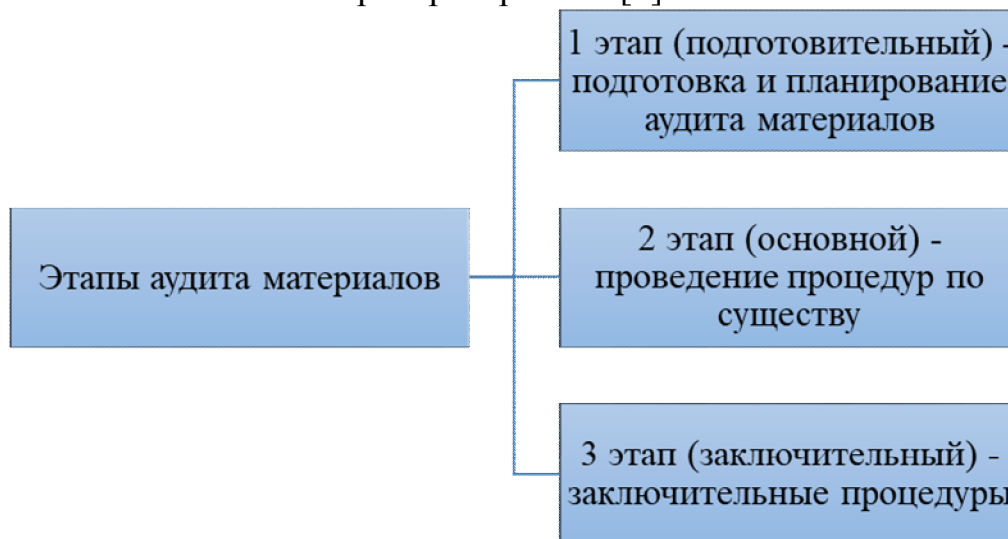 1 этап (подготовительный) -
подготовка и планирование
аудита материалов
Этапы аудита материалов
2 этап (основной) -
проведение процедур по
существу
3 этап (заключительный) -
заключительные процедуры